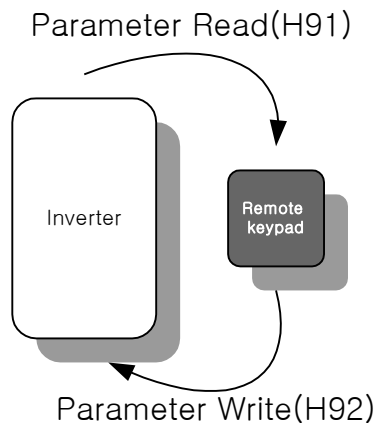 Parameter Read(H91)
Inverter
Remote
keypad
Parameter Write(H92)